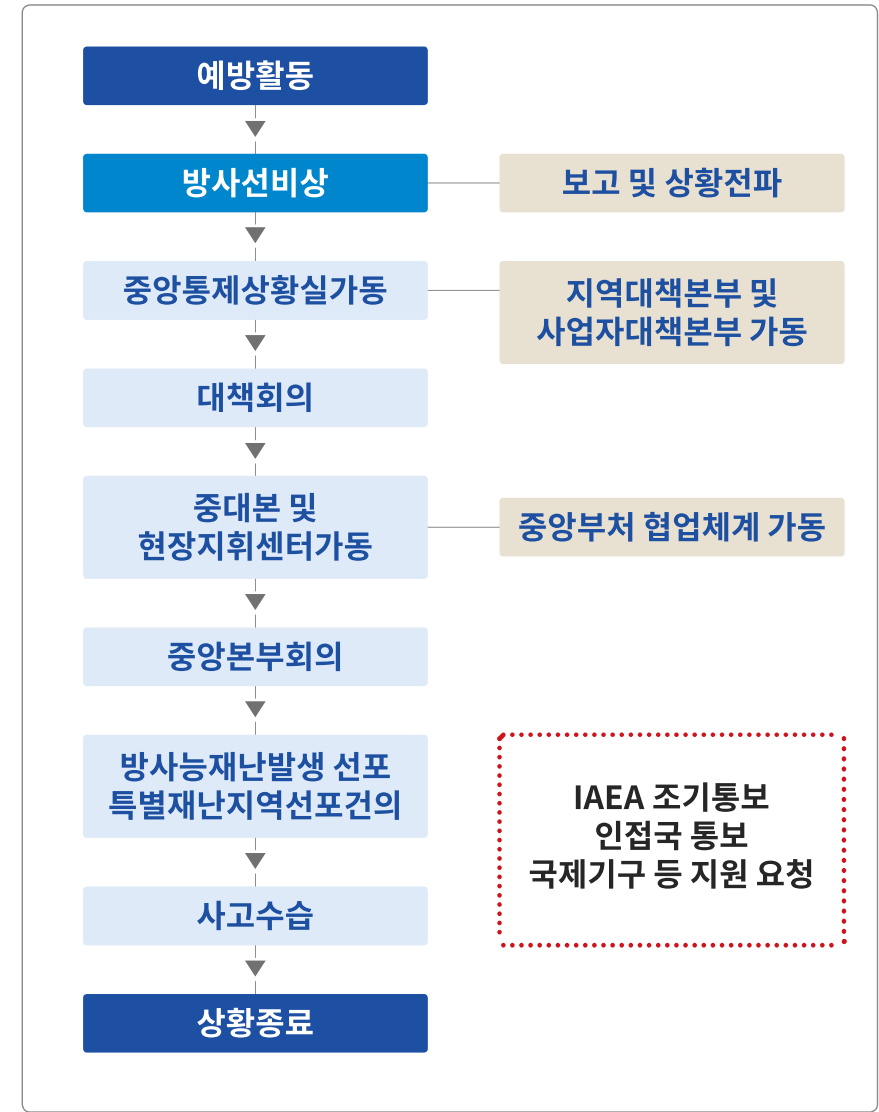 예방활동
방사선비상
보고 및 상황전파
중앙통제상황실가동
지역대책본부 및
사업자대책본부 가동
대책회의
중대본 및
현장지휘센터가동
중앙부처 협업체계 가동
중앙본부회의
방사능재난발생 선포
특별재난지역선포건의
IAEA 조기통보
인접국 통보
국제기구 등 지원 요청
사고수습
상황종료